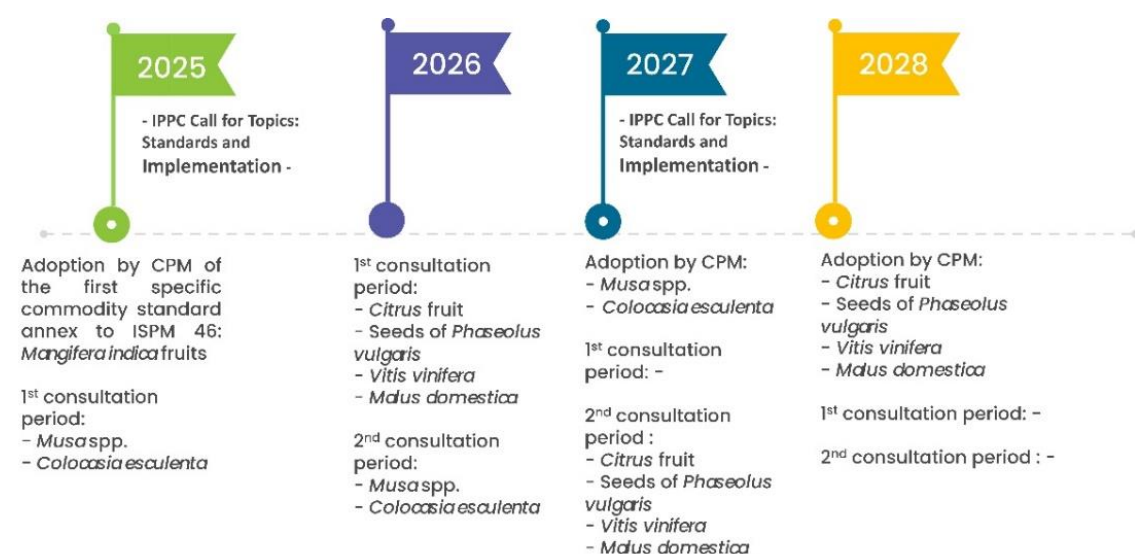 2025
- IPPC Call for Topics:
Standards and
Implementation -
Adoption by CPM of
the first specific
commodity standard
annex to ISPM 46:
Mangifera indica fruits
1st consultation
period:
- Musa spp.
- Colocasia esculenta
2026
1st consultation
period:
- Citrus fruit
- Seeds of Phaseolus
vulgaris
- Vitis vinifera
- Malus domestica
2nd consultation
period:
- Musa spp.
- Colocasia esculenta
2027
- IPPC Call for Topics:
Standards and
Implementation -
Adoption by CPM:
- Musa spp.
- Colocasia esculenta
1st consultation
period: -
2nd consultation
period :
- Citrus fruit
- Seeds of Phaseolus
vulgaris
- Vitis vinifera
- Malus domestica
2028
Adoption by CPM:
- Citrus fruit
- Seeds of Phaseolus
vulgaris
- Vitis vinifera
- Malus domestica
1st consultation period: -
2nd consultation period : -